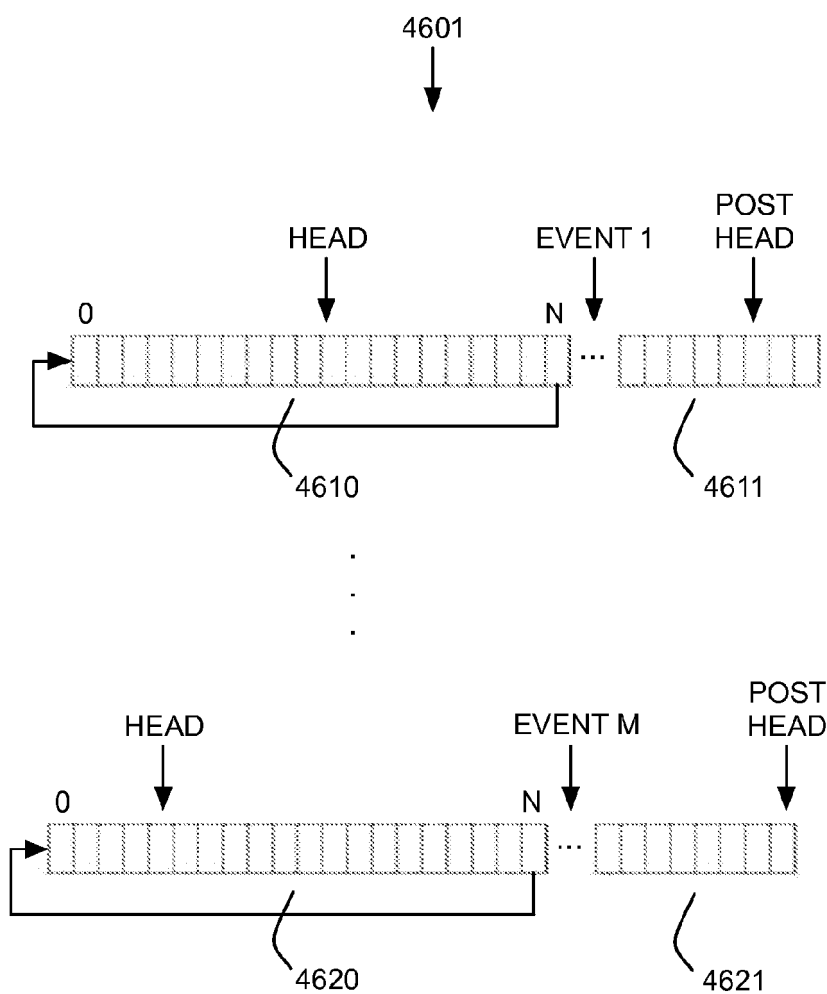 4601
POST
HEAD EVENT 1 HEAD
0 N
...
4610 4611
POST
HEAD EVENT M HEAD
0 N
...
4620 4621